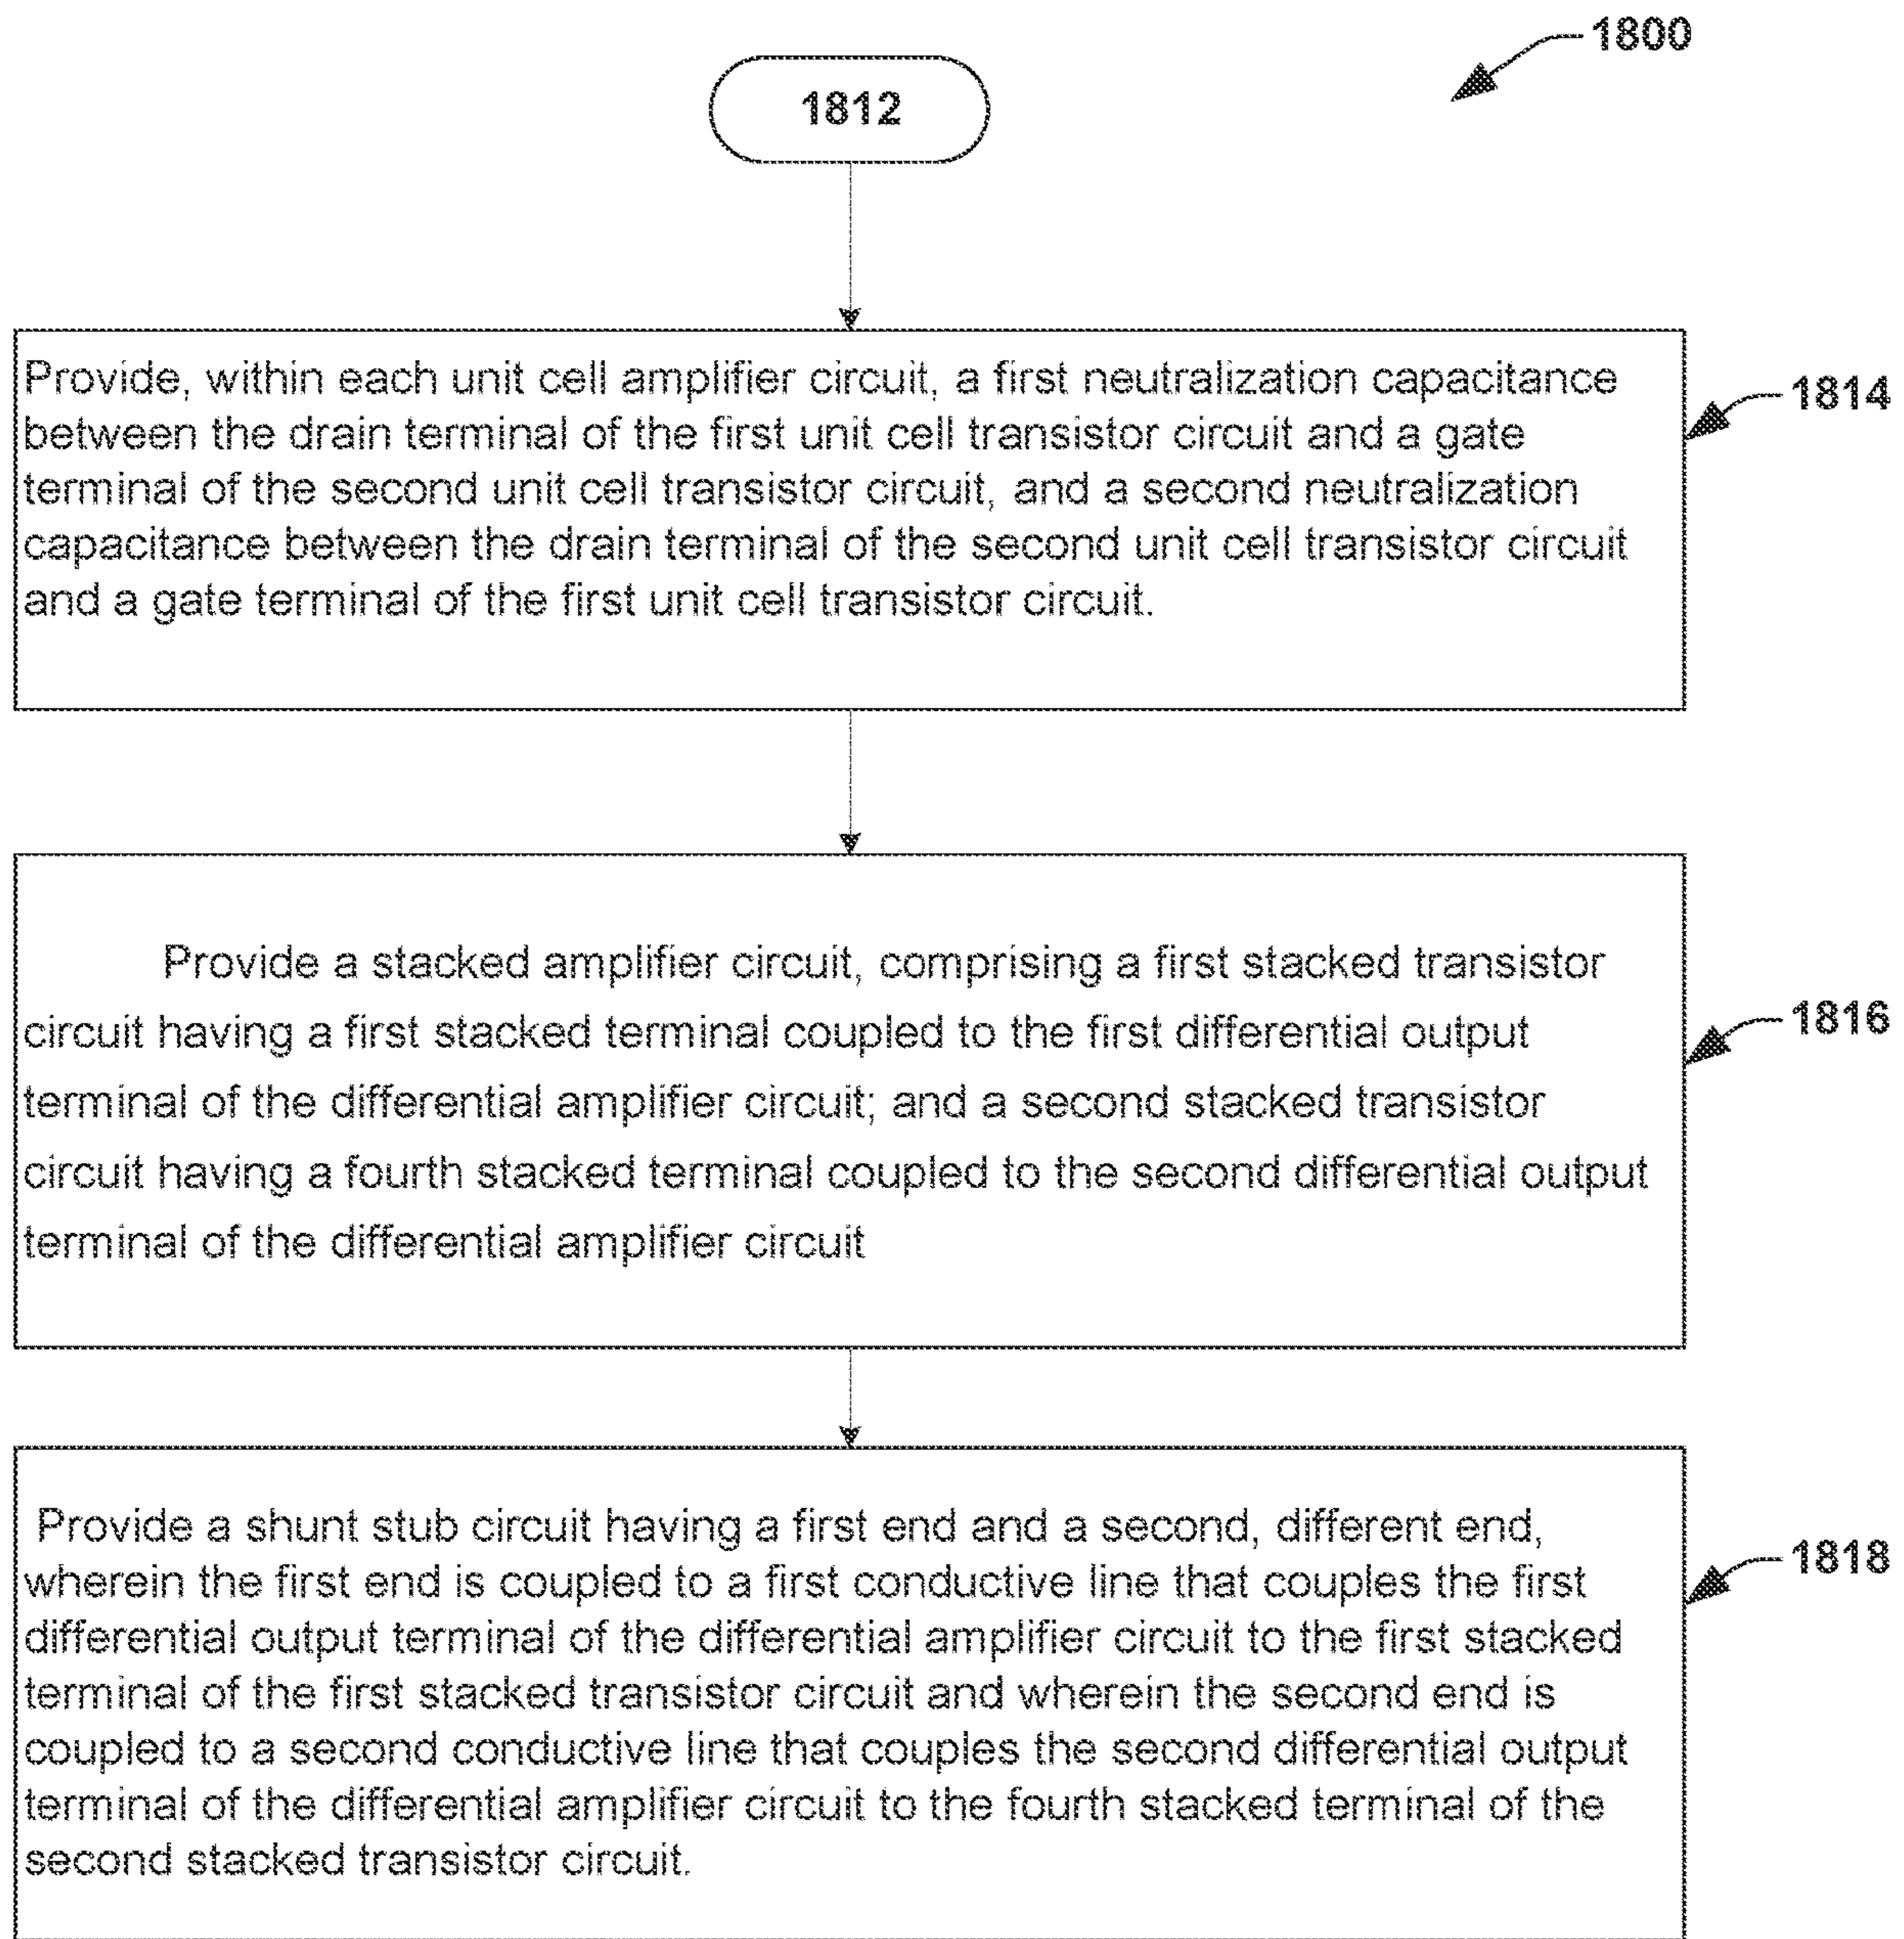 1800
1812
Provide, within each unit cell amplifier circuit, a first neutralization capacitance
between the drain terminal of the first unit cell transistor circuit and a gate
terminal of the second unit cell transistor circuit, and a second neutralization
capacitance between the drain terminal of the second unit cell transistor circuit
and a gate terminal of the first unit cell transistor circuit.
1814
Provide a stacked amplifier circuit, comprising a first stacked transistor
circuit having a first stacked terminal coupled to the first differential output
terminal of the differential amplifier circuit; and a second stacked transistor
circuit having a fourth stacked terminal coupled to the second differential output
terminal of the differential amplifier circuit
1816
Provide a shunt stub circuit having a first end and a second, different end,
wherein the first end is coupled to a first conductive line that couples the first
differential output terminal of the differential amplifier circuit to the first stacked
terminal of the first stacked transistor circuit and wherein the second end is
coupled to a second conductive line that couples the second differential output
terminal of the differential amplifier circuit to the fourth stacked terminal of the
second stacked transistor circuit.
1818